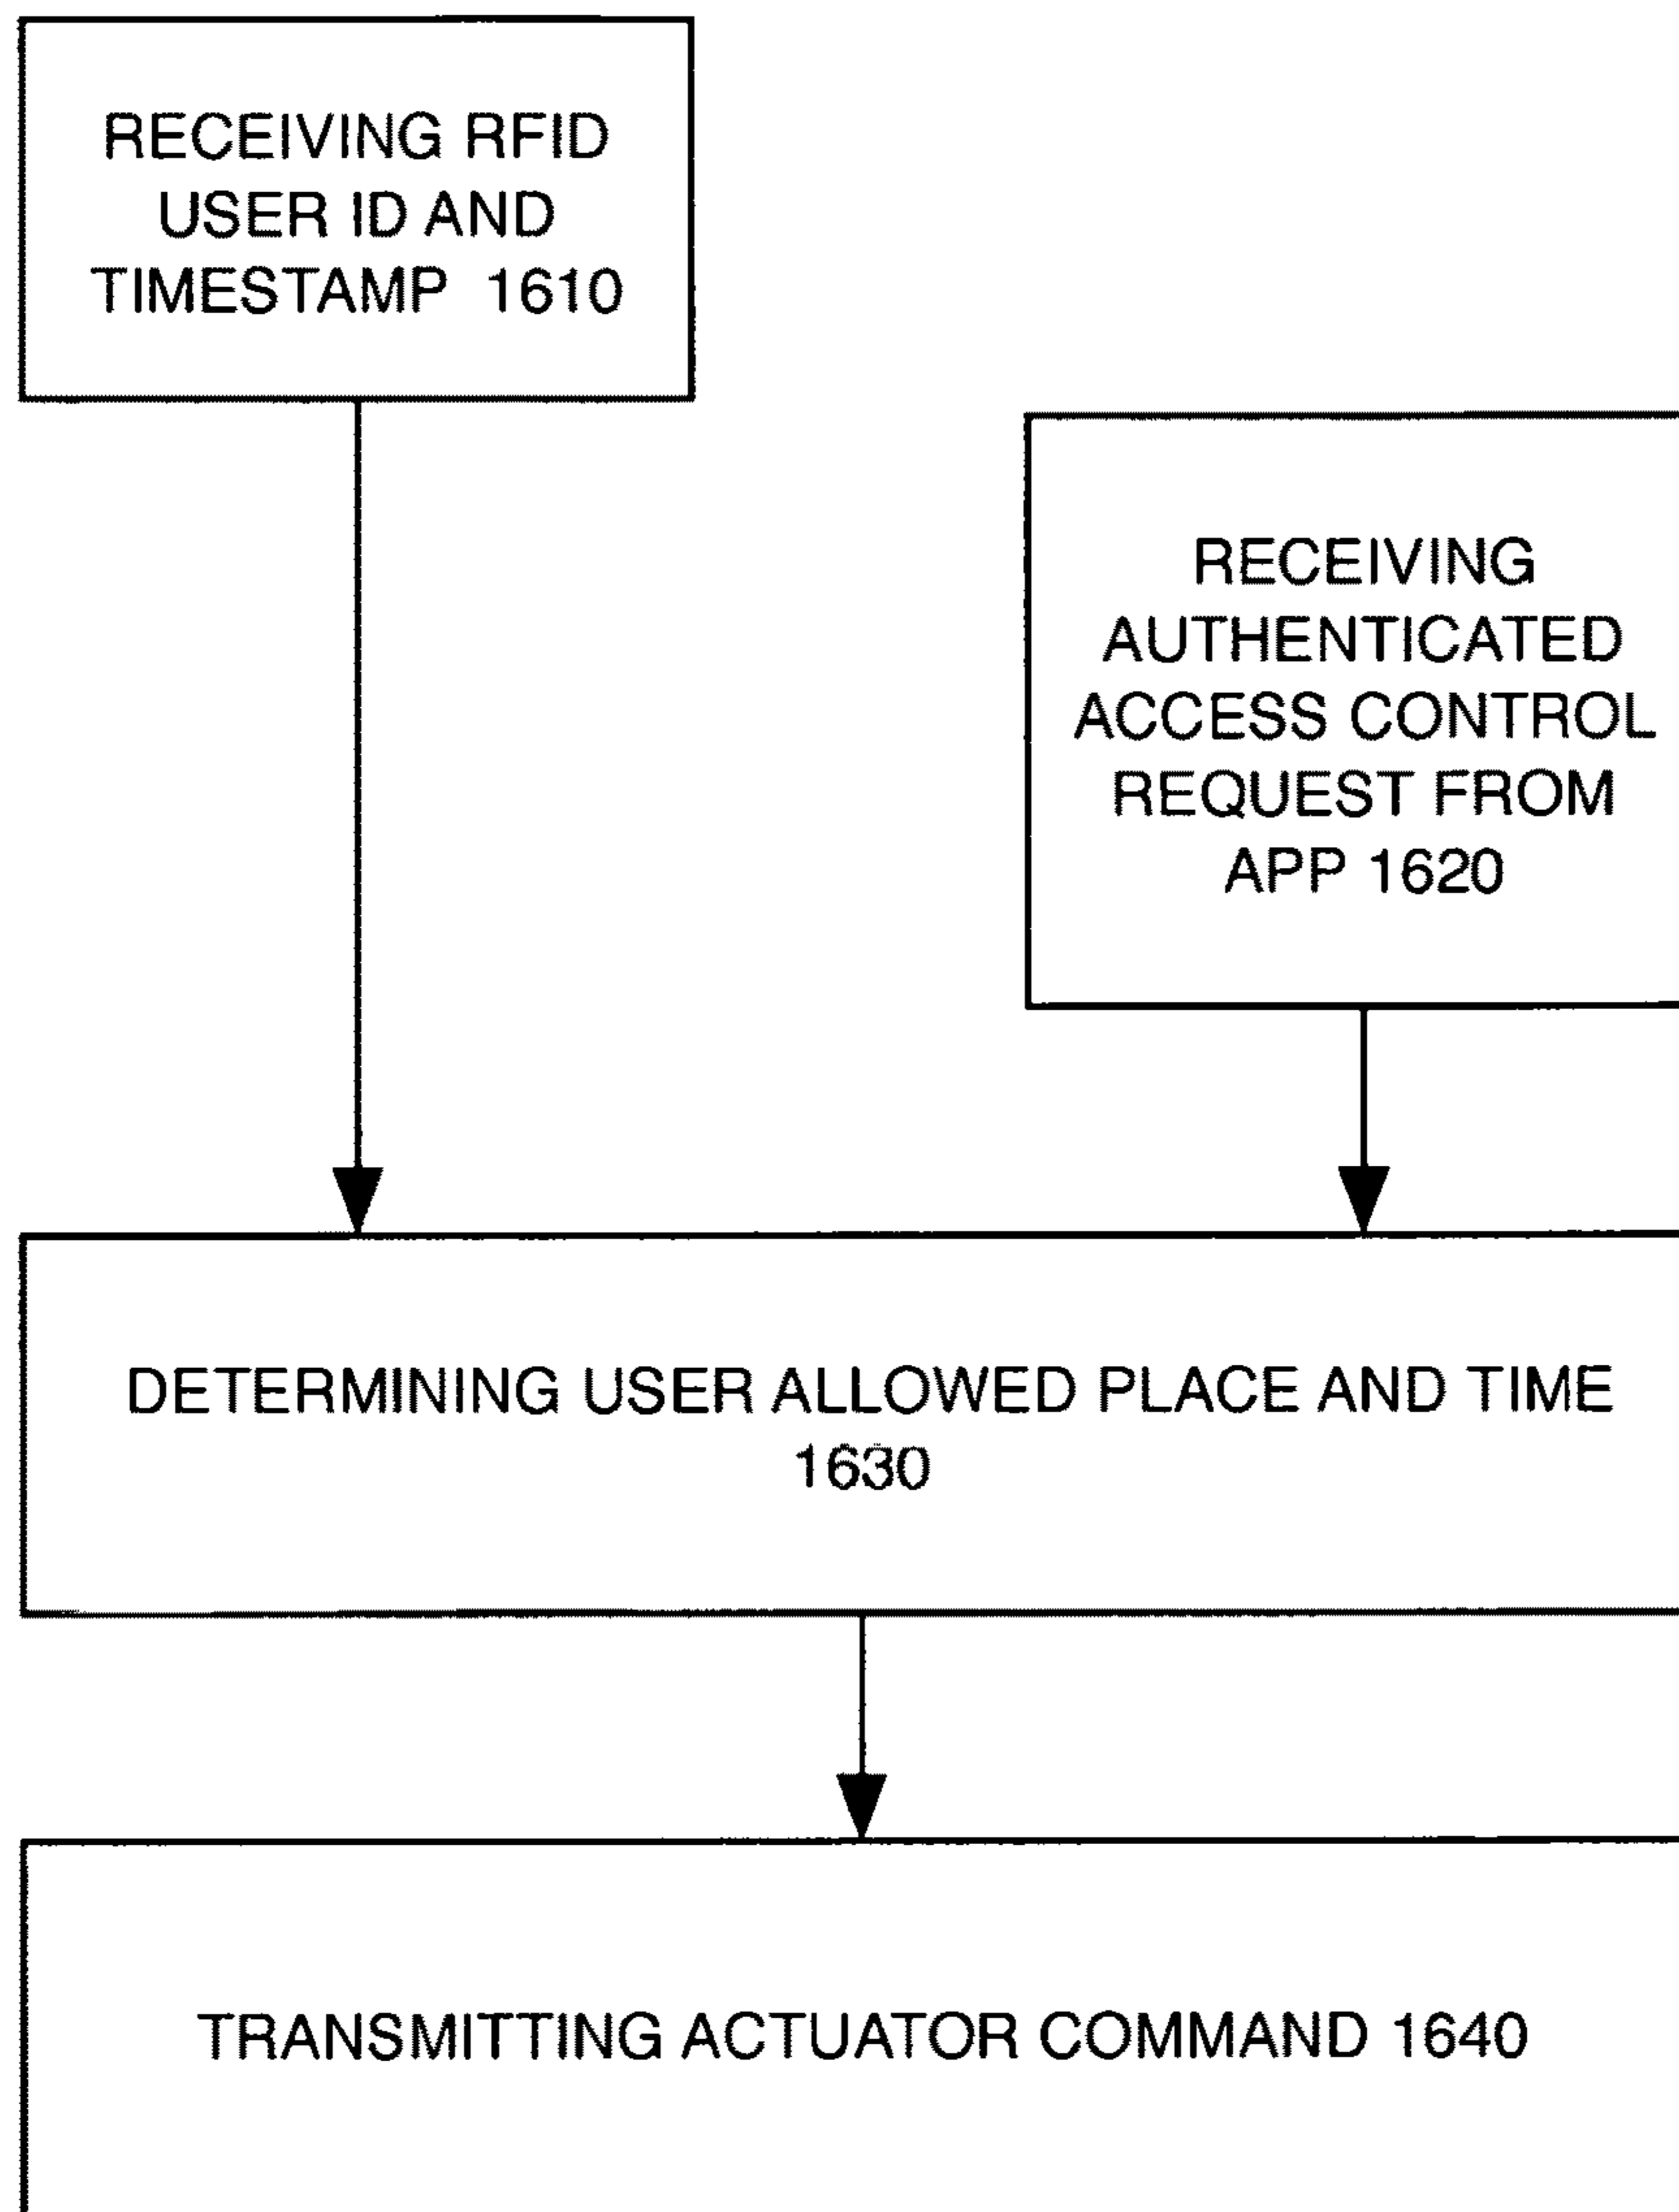 RECEIVING RFID
USER ID AND
TIMESTAMP 1610
RECEIVING
AUTHENTICATED
ACCESS CONTROL
REQUEST FROM
APP 1620
DETERMINING USER ALLOWED PLACE AND TIME
1630
TRANSMITTING ACTUATOR COMMAND 1640